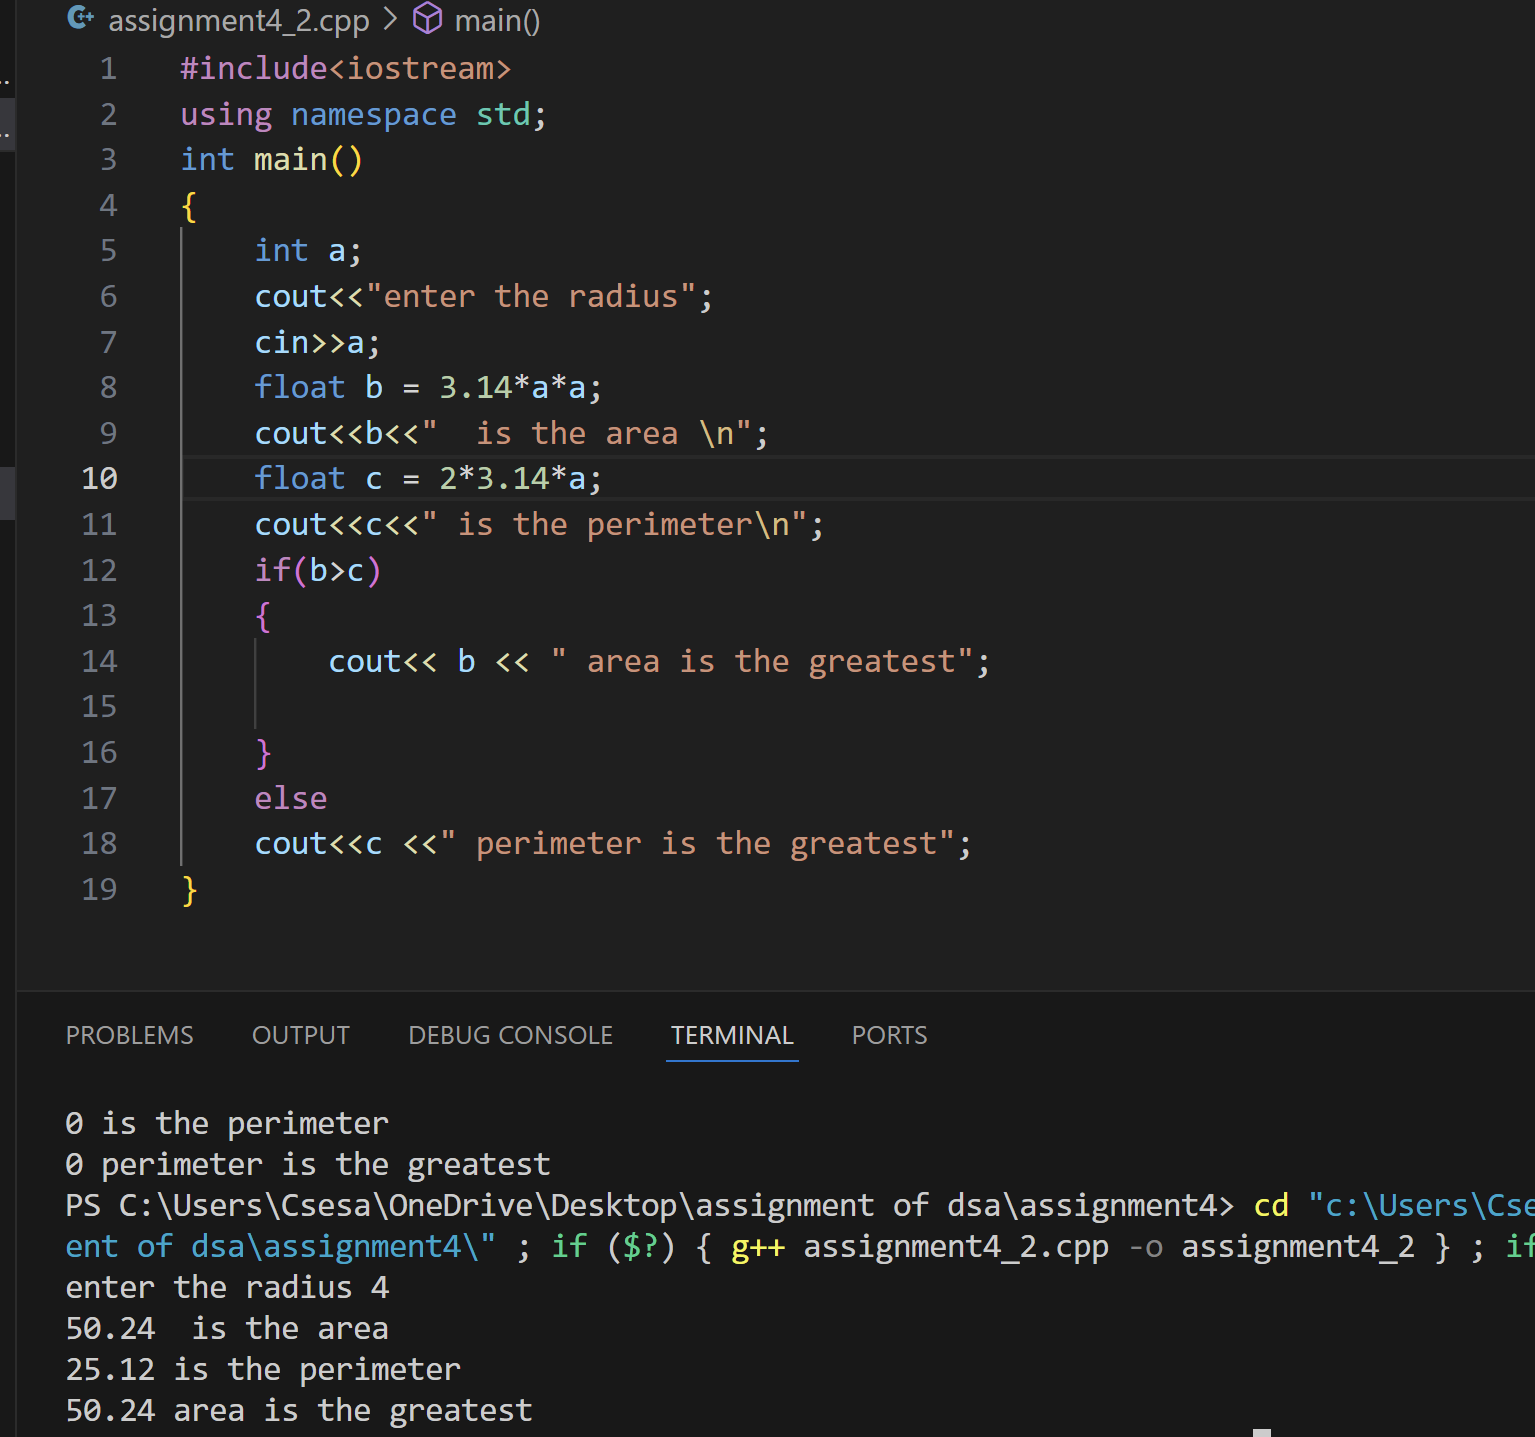 assignment4_2.cpp > main()
1 #include<iostream>
2 using namespace std;
3 int main()
4 {
5     int a;
6     cout<<"enter the radius";
7     cin>>a;
8     float b = 3.14*a*a;
9     cout<<b<<"  is the area \n";
10     float c = 2*3.14*a;
11     cout<<c<<" is the perimeter\n";
12     if(b>c)
13     {
14         cout<< b << " area is the greatest";
15
16     }
17     else
18     cout<<c <<" perimeter is the greatest";
19 }
PROBLEMS OUTPUT DEBUG CONSOLE TERMINAL PORTS
0 is the perimeter
0 perimeter is the greatest
PS C:\Users\Csesa\OneDrive\Desktop\assignment of dsa\assignment4> cd "c:\Users\Cse
ent of dsa\assignment4\" ; if ($?) { g++ assignment4_2.cpp -o assignment4_2 } ; if
enter the radius 4
50.24  is the area
25.12 is the perimeter
50.24 area is the greatest